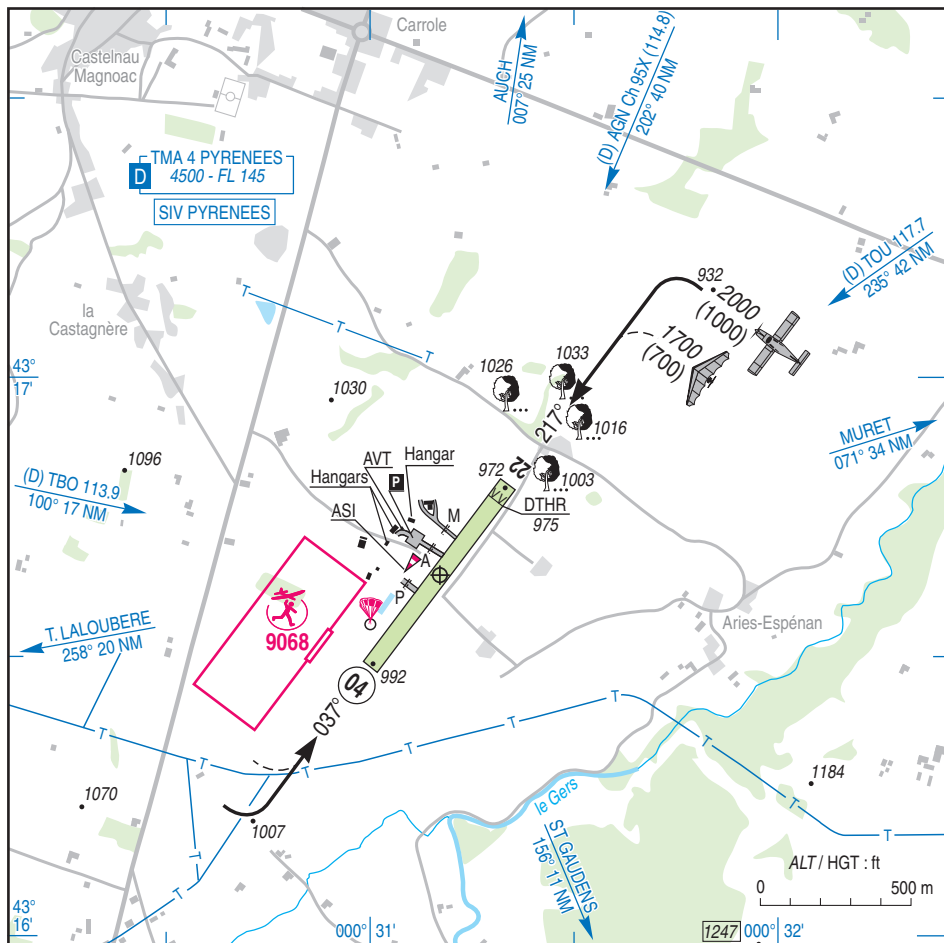 Carrole
Castelnau
Magnoac
AUCH
007° 25 NM
(D) AGN Ch 95X (114.8)
202° 40 NM
TMA 4 PYRENEES
D
4500 - FL 145
SIV PYRENEES
(D) TOU 117.7
235° 42 NM
932
2000
(1000)
1700
(700)
la
Castagnère
T
T
T
43°
17'
1026
1033
1030
217°
1016
MURET
071° 34 NM
1096
(D) TBO 113.9
100° 17 NM
AVT
Hangar
Hangars
P
ASI
972
22
1003
DTHR
975
M
A
P
9068
T. LALOUBERE
258° 20 NM
Aries-Espénan
992
04
037°
T
T
T
T
T
T
T
T
T
T
1184
1070
1007
le Gers
ST GAUDENS
156° 11 NM
ALT / HGT : ft
0 500 m
43°
16'
000° 31'
1247
000° 32'